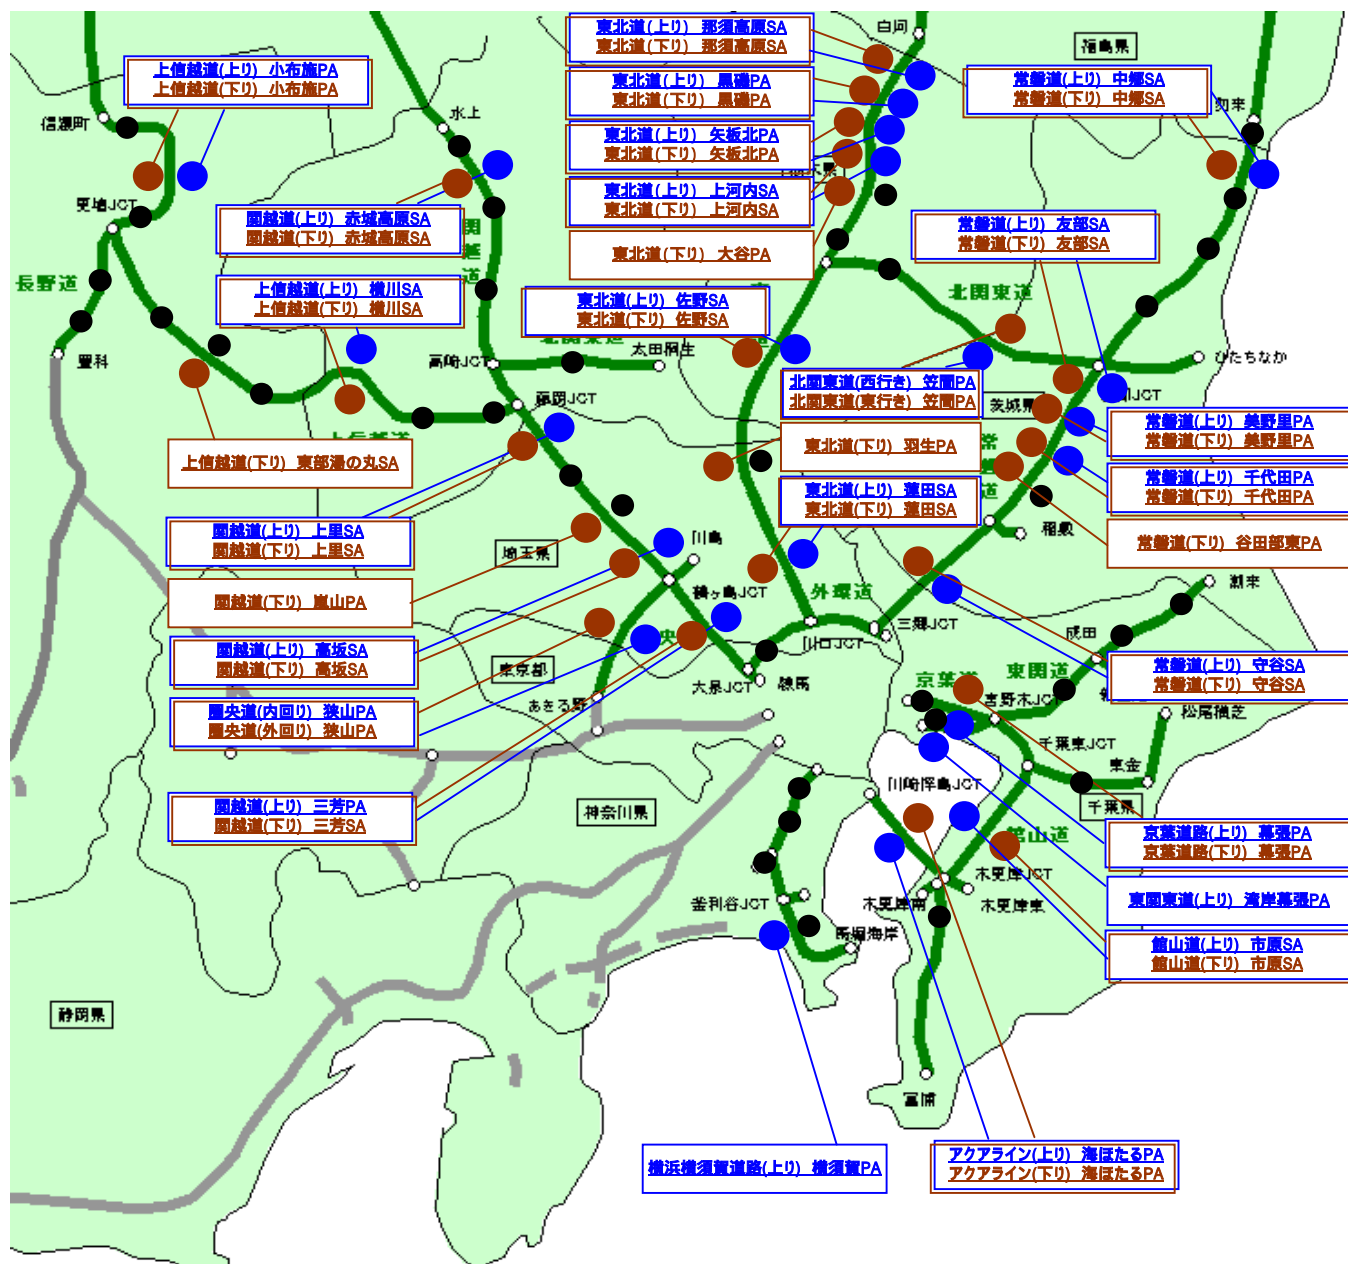 東北道(上り) 那須高原SA
東北道(下り) 那須高原SA
白河
福島県
上信越道(上り) 小布施PA
上信越道(下り) 小布施PA
東北道(上り) 黒磯PA
東北道(下り) 黒磯PA
常磐道(上り) 中郷SA
常磐道(下り) 中郷SA
勿来
信濃町
水上
東北道(上り) 矢板北PA
東北道(下り) 矢板北PA
東北道(上り) 上河内SA
東北道(下り) 上河内SA
更埴JCT
関越道(上り) 赤城高原SA
関越道(下り) 赤城高原SA
関越道
常磐道(上り) 友部SA
常磐道(下り) 友部SA
東北道(下り) 大谷PA
長野道
上信越道(上り) 横川SA
上信越道(下り) 横川SA
東北道(上り) 佐野SA
東北道(下り) 佐野SA
北関東道
北関東道
豊科
高崎JCT
太田桐生
ひたちなか
北関東道(西行き) 笠間PA
北関東道(東行き) 笠間PA
藤岡JCT
茨城県
常磐道(上り) 美野里PA
常磐道(下り) 美野里PA
上信越道
上信越道(下り) 東部湯の丸SA
東北道(下り) 羽生PA
常磐道(上り) 千代田PA
常磐道(下り) 千代田PA
東北道(上り) 蓮田SA
東北道(下り) 蓮田SA
関越道(上り) 上里SA
関越道(下り) 上里SA
稲敷
常磐道(下り) 谷田部東PA
埼玉県
川島
鶴ヶ島JCT
外環道
潮来
関越道(下り) 嵐山PA
川口JCT
三郷JCT
成田
関越道(上り) 高坂SA
関越道(下り) 高坂SA
東京都
大泉JCT
練馬
東関道
常磐道(上り) 守谷SA
常磐道(下り) 守谷SA
あきる野
京葉道
宮野木JCT
松尾横芝
圏央道(内回り) 狭山PA
圏央道(外回り) 狭山PA
千葉東JCT
東金
川崎浮島JCT
千葉県
関越道(上り) 三芳PA
関越道(下り) 三芳SA
神奈川県
館山道
京葉道路(上り) 幕張PA
京葉道路(下り) 幕張PA
木更津JCT
釜利谷JCT
木更津南
木更津東
東関東道(上り) 湾岸幕張PA
馬堀海岸
館山道(上り) 市原SA
館山道(下り) 市原SA
静岡県
富浦
横浜横須賀道路(上り) 横須賀PA
アクアライン(上り) 海ほたるPA
アクアライン(下り) 海ほたるPA